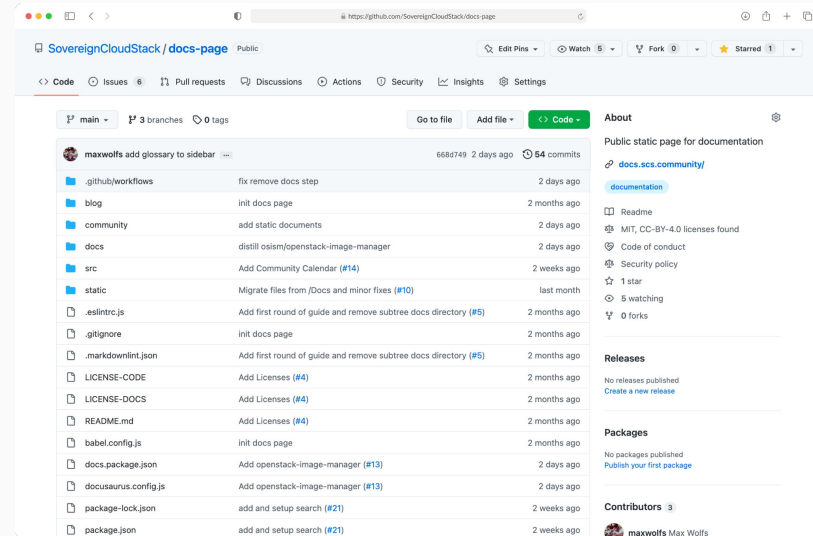 https://github.com/SovereignCloudStack/docs-page
SovereignCloudStack / docs-page Public
Edit Pins Watch 5 Fork 0 Starred 1
Code Issues 6 Pull requests Discussions Actions Security Insights Settings
main 3 branches 0 tags Go to file Add file Code
maxwolfs add glossary to sidebar ... 668d749 2 days ago 54 commits
.github/workflows fix remove docs step 2 days ago
blog init docs page 2 months ago
community add static documents 2 days ago
docs distill osism/openstack-image-manager 2 days ago
src Add Community Calendar (#14) 2 weeks ago
static Migrate files from /Docs and minor fixes (#10) last month
.eslintrc.js Add first round of guide and remove subtree docs directory (#5) 2 months ago
.gitignore init docs page 2 months ago
.markdownlint.json Add first round of guide and remove subtree docs directory (#5) 2 months ago
LICENSE-CODE Add Licenses (#4) 2 months ago
LICENSE-DOCS Add Licenses (#4) 2 months ago
README.md Add Licenses (#4) 2 months ago
babel.config.js init docs page 2 months ago
docs.package.json Add openstack-image-manager (#13) 2 days ago
docusaurus.config.js Add openstack-image-manager (#13) 2 days ago
package-lock.json add and setup search (#21) 2 weeks ago
package.json add and setup search (#21) 2 weeks ago
About
Public static page for documentation
docs.scs.community/
documentation
Readme
MIT, CC-BY-4.0 licenses found
Code of conduct
Security policy
1 star
5 watching
0 forks
Releases
No releases published
Create a new release
Packages
No packages published
Publish your first package
Contributors 3
maxwolfs Max Wolfs